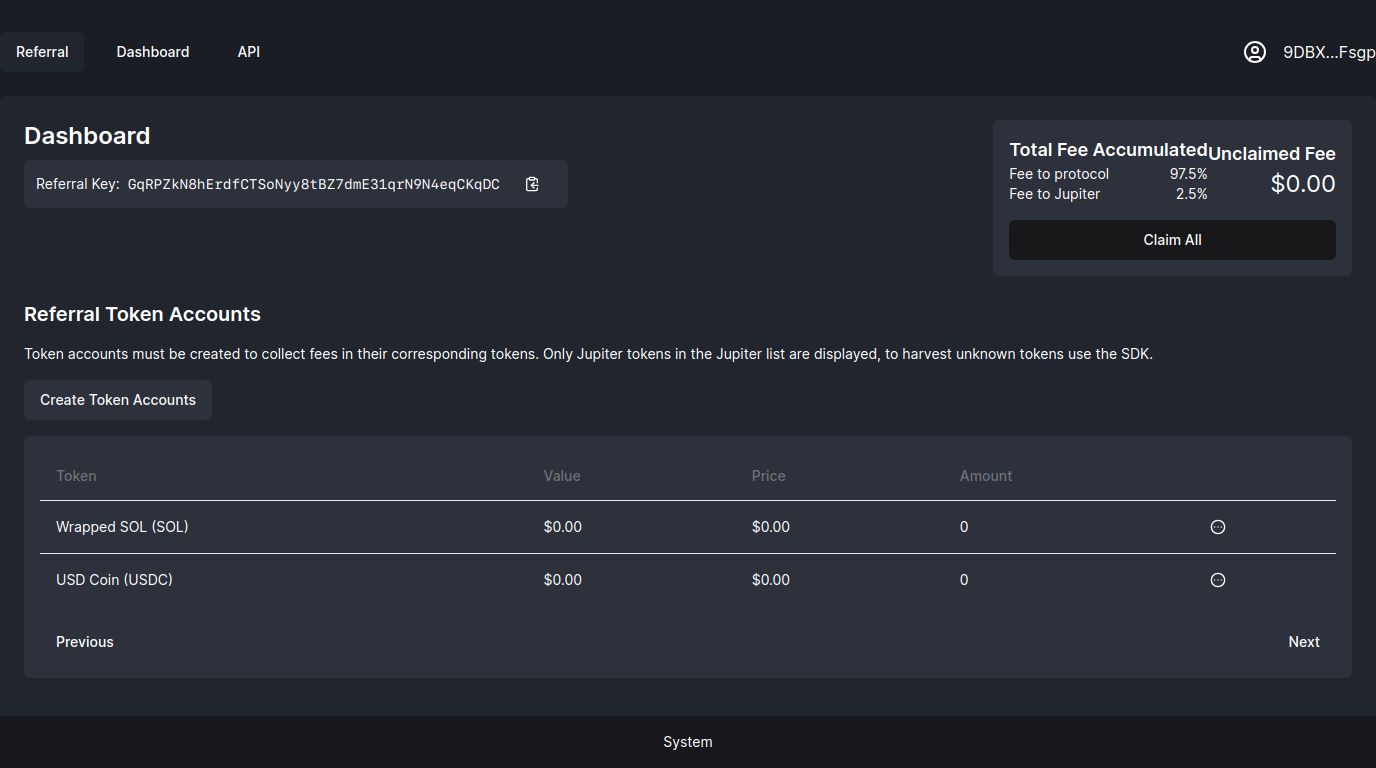 Referral Dashboard API 9DBX...Fsgp
Dashboard
Referral Key: GqRPZkN8hErdfCTSoNyy8tBZ7dmE31qrN9N4eqCKqDC
Total Fee Accumulated
Fee to protocol 97.5%
Fee to Jupiter 2.5%
Unclaimed Fee
$0.00
Claim All
Referral Token Accounts
Token accounts must be created to collect fees in their corresponding tokens. Only Jupiter tokens in the Jupiter list are displayed, to harvest unknown tokens use the SDK.
Create Token Accounts
Token Value Price Amount
Wrapped SOL (SOL) $0.00 $0.00 0
USD Coin (USDC) $0.00 $0.00 0
Previous Next
System